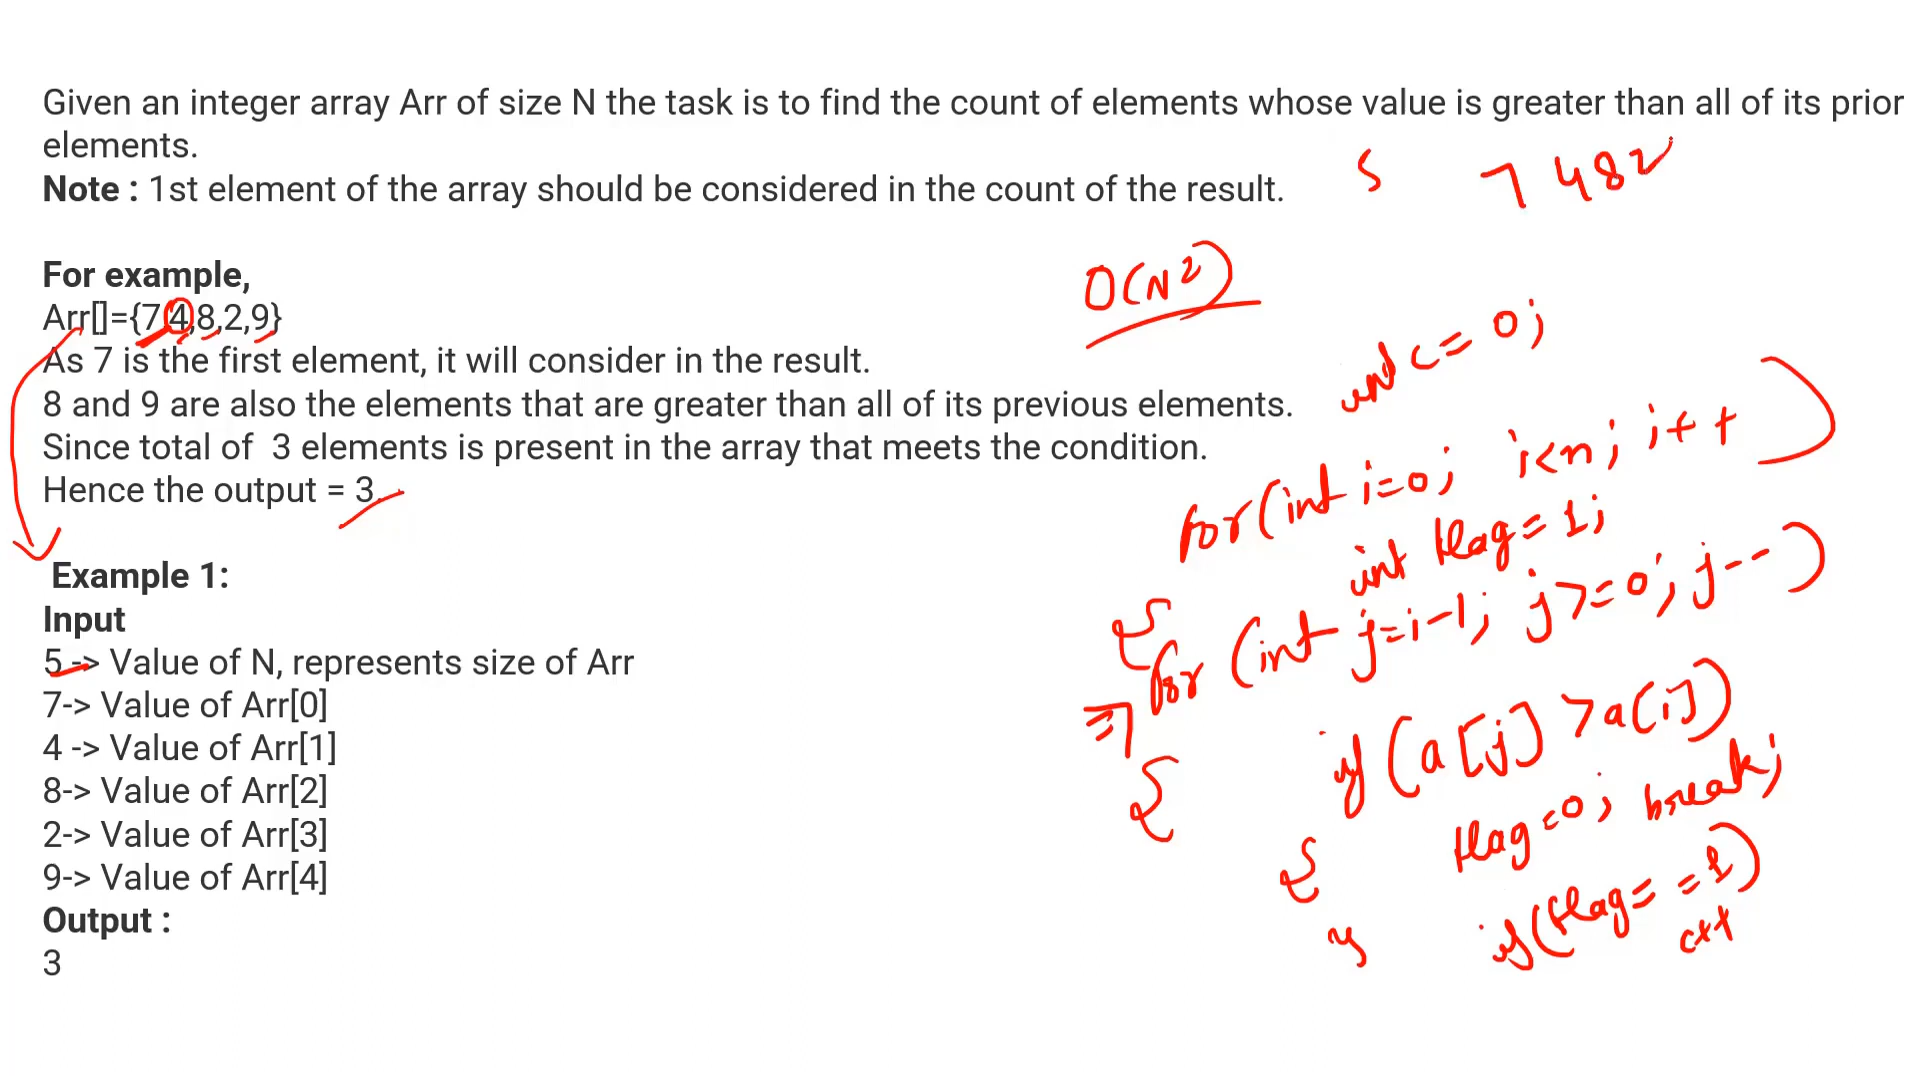 Given an integer array Arr of size N the task is to find the count of elements whose value is greater than all of its prior
elements.
Note : 1st element of the array should be considered in the count of the result.
5 7 4 8 2
For example,
Arr[]={7,4,8,2,9}
As 7 is the first element, it will consider in the result.
8 and 9 are also the elements that are greater than all of its previous elements.
Since total of  3 elements is present in the array that meets the condition.
Hence the output = 3
Example 1:
Input
5 -> Value of N, represents size of Arr
7-> Value of Arr[0]
4 -> Value of Arr[1]
8-> Value of Arr[2]
2-> Value of Arr[3]
9-> Value of Arr[4]
Output :
3
O(N²)
int c = 0;
for(int i=0; i<n; i++)
int flag=1;
{
for (int j=i-1; j>=0; j--)
{
if (a[j] >a[i])
flag=0; break;
if(flag==1)
c++